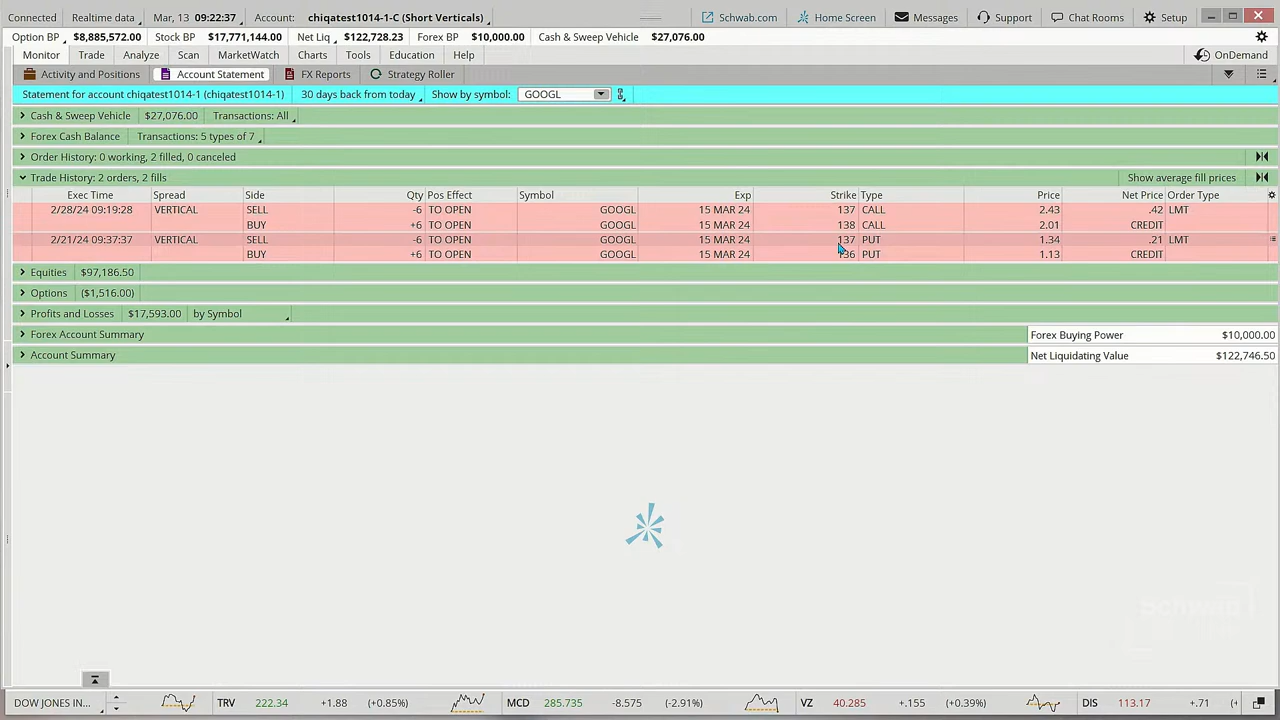 Connected Realtime data Mar, 13 09:22:37 Account: chiqatest1014-1-C (Short Verticals) Schwab.com Home Screen Messages Support Chat Rooms Setup
Option BP $8,885,572.00 Stock BP $17,771,144.00 Net Liq $122,728.23 Forex BP $10,000.00 Cash & Sweep Vehicle $27,076.00
Monitor Trade Analyze Scan MarketWatch Charts Tools Education Help OnDemand
Activity and Positions Account Statement FX Reports Strategy Roller
Statement for account chiqatest1014-1 (chiqatest1014-1) 30 days back from today Show by symbol: GOOGL
Cash & Sweep Vehicle $27,076.00 Transactions: All
Forex Cash Balance Transactions: 5 types of 7
Order History: 0 working, 2 filled, 0 canceled
Trade History: 2 orders, 2 fills Show average fill prices
Exec Time Spread Side Qty Pos Effect Symbol Exp Strike Type Price Net Price Order Type
2/28/24 09:19:28 VERTICAL SELL -6 TO OPEN GOOGL 15 MAR 24 137 CALL 2.43 .42 LMT
BUY +6 TO OPEN GOOGL 15 MAR 24 138 CALL 2.01 CREDIT
2/21/24 09:37:37 VERTICAL SELL -6 TO OPEN GOOGL 15 MAR 24 137 PUT 1.34 .21 LMT
BUY +6 TO OPEN GOOGL 15 MAR 24 136 PUT 1.13 CREDIT
Equities $97,186.50
Options ($1,516.00)
Profits and Losses $17,593.00 by Symbol
Forex Account Summary Forex Buying Power $10,000.00
Account Summary Net Liquidating Value $122,746.50
Schwab
DOW JONES IN... TRV 222.34 +1.88 (+0.85%) MCD 285.735 -8.575 (-2.91%) VZ 40.285 +.155 (+0.39%) DIS 113.17 +.71 (+